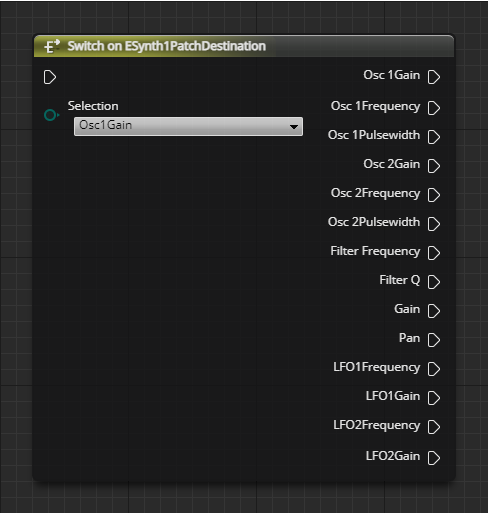 Switch on ESynth1PatchDestination
Osc 1Gain
Selection
Osc1Gain
Osc 1Frequency
Osc 1Pulsewidth
Osc 2Gain
Osc 2Frequency
Osc 2Pulsewidth
Filter Frequency
Filter Q
Gain
Pan
LFO1Frequency
LFO1Gain
LFO2Frequency
LFO2Gain